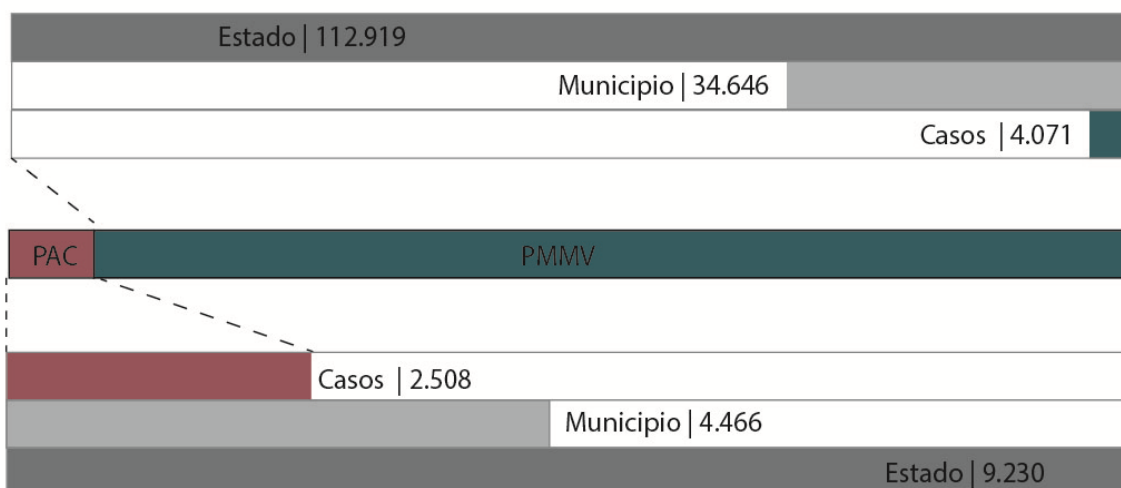 Estado | 112.919
Municipio | 34.646
Casos | 4.071
PAC PMMV
Casos | 2.508
Municipio | 4.466
Estado | 9.230